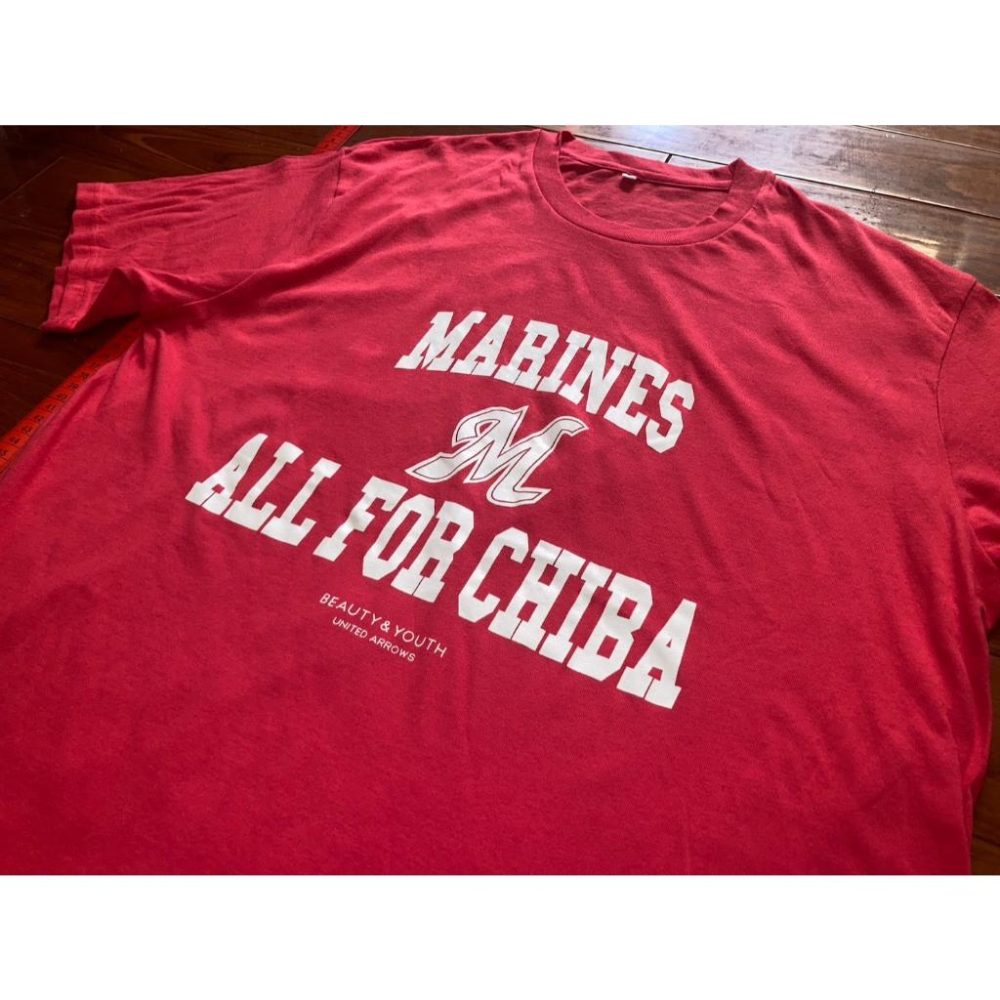 MARINES
M
ALL FOR CHIBA
BEAUTY & YOUTH
UNITED ARROWS